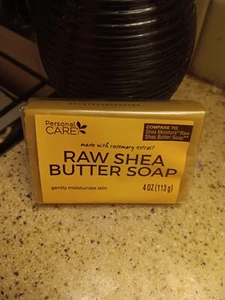 Personal
CARE
COMPARE TO
Shea Moisture® Raw
Shea Butter Soap**
made with rosemary extract
RAW SHEA
BUTTER SOAP
gently moisturizes skin
4 OZ (113 g)